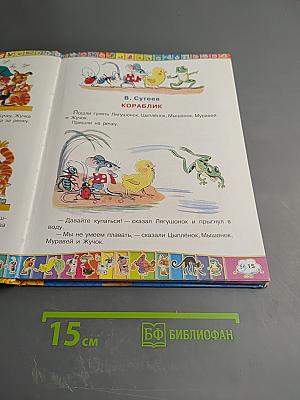 В. Сутеев
КОРАБЛИК
Пошли гулять Лягушонок, Цыплёнок, Мышонок, Муравей
и Жучок.
Пришли на речку.
— Давайте купаться! — сказал Лягушонок и прыгнул в
воду.
— Мы не умеем плавать, — сказали Цыплёнок, Мышонок,
Муравей и Жучок.
15
15 см
БФ БИБЛИОФАН